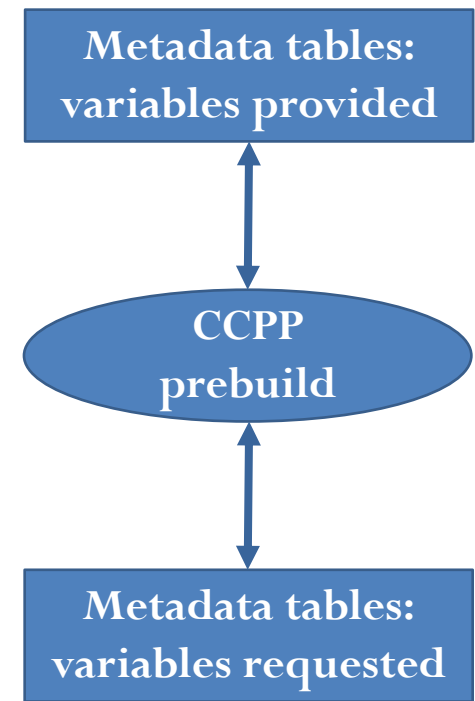 Metadata tables:
variables provided
CCPP
prebuild
Metadata tables:
variables requested